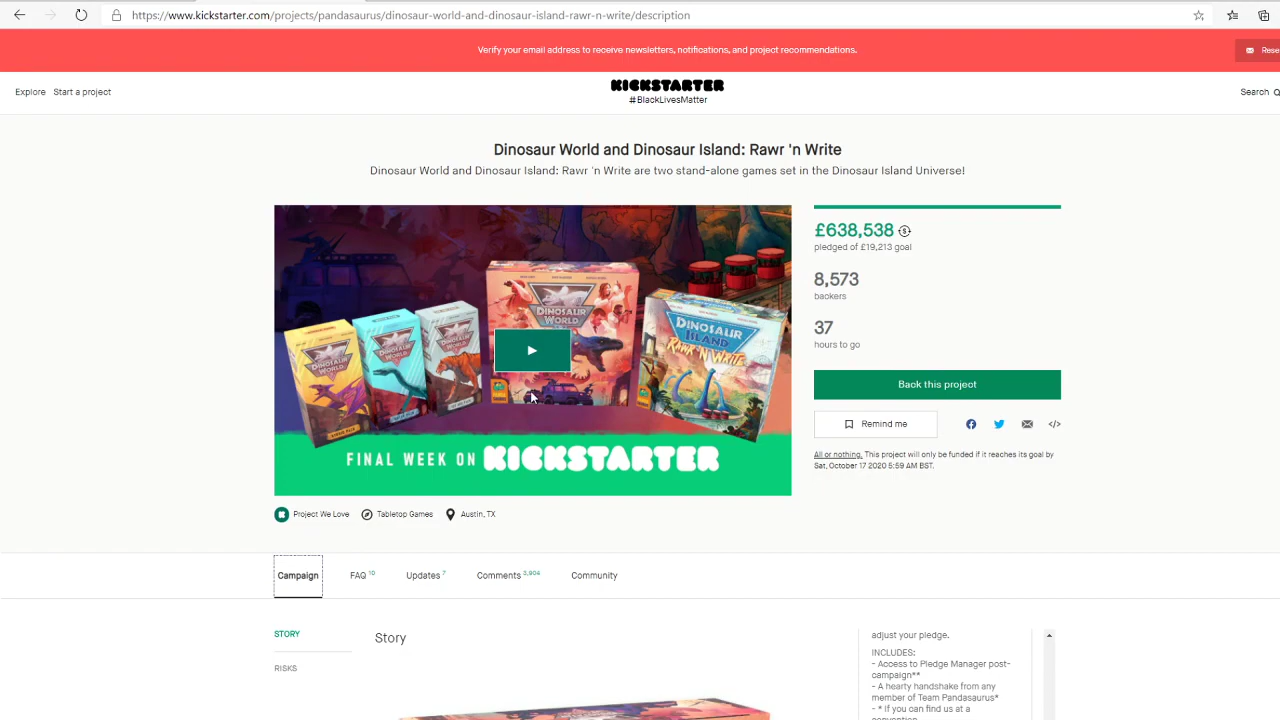 https://www.kickstarter.com/projects/pandasaurus/dinosaur-world-and-dinosaur-island-rawr-n-write/description
Verify your email address to receive newsletters, notifications, and project recommendations.
Rese
Explore Start a project
KICKSTARTER
#BlackLivesMatter
Search
Dinosaur World and Dinosaur Island: Rawr 'n Write
Dinosaur World and Dinosaur Island: Rawr 'n Write are two stand-alone games set in the Dinosaur Island Universe!
DINOSAUR
WORLD
DINOSAUR
WORLD
DINOSAUR
WORLD
DINOSAUR
WORLD
DINOSAUR
ISLAND
RAWR 'N WRITE
FINAL WEEK ON KICKSTARTER
£638,538
pledged of £19,213 goal
8,573
backers
37
hours to go
Back this project
Remind me
All or nothing. This project will only be funded if it reaches its goal by
Sat, October 17 2020 5:59 AM BST.
Project We Love Tabletop Games Austin, TX
Campaign FAQ 10 Updates 7 Comments 3,904 Community
STORY
RISKS
Story
adjust your pledge.
INCLUDES:
- Access to Pledge Manager post-
campaign**
- A hearty handshake from any
member of Team Pandasaurus*
- * If you can find us at a
convention